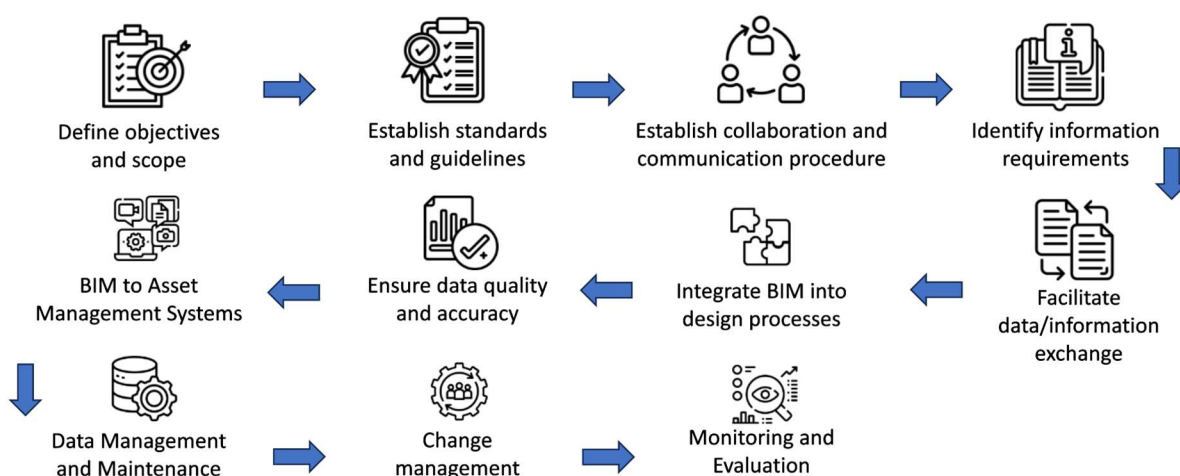 Define objectives
and scope
Establish standards
and guidelines
Establish collaboration and
communication procedure
Identify information
requirements
Facilitate
data/information
exchange
Integrate BIM into
design processes
Ensure data quality
and accuracy
BIM to Asset
Management Systems
Data Management
and Maintenance
Change
management
Monitoring and
Evaluation